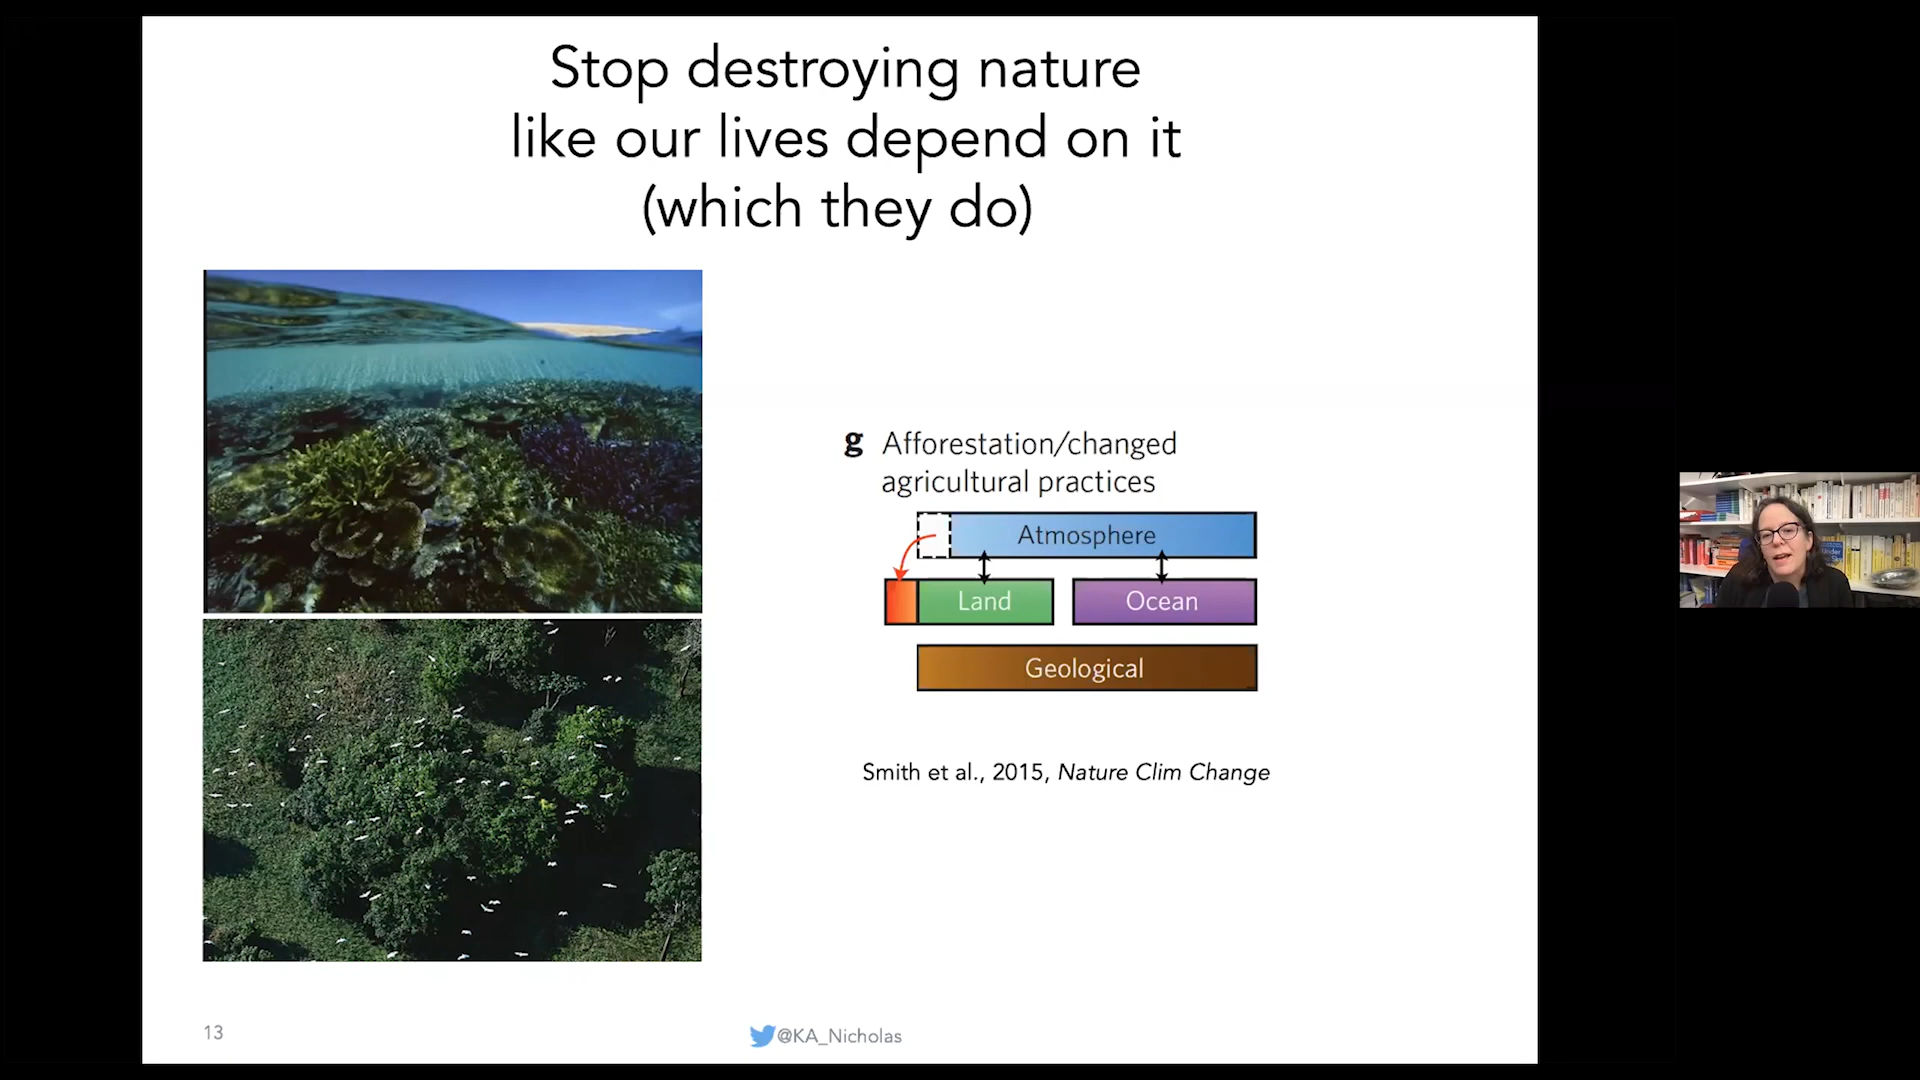 Stop destroying nature
like our lives depend on it
(which they do)
g Afforestation/changed
agricultural practices
Atmosphere
Land
Ocean
Geological
Smith et al., 2015, Nature Clim Change
13
@KA_Nicholas